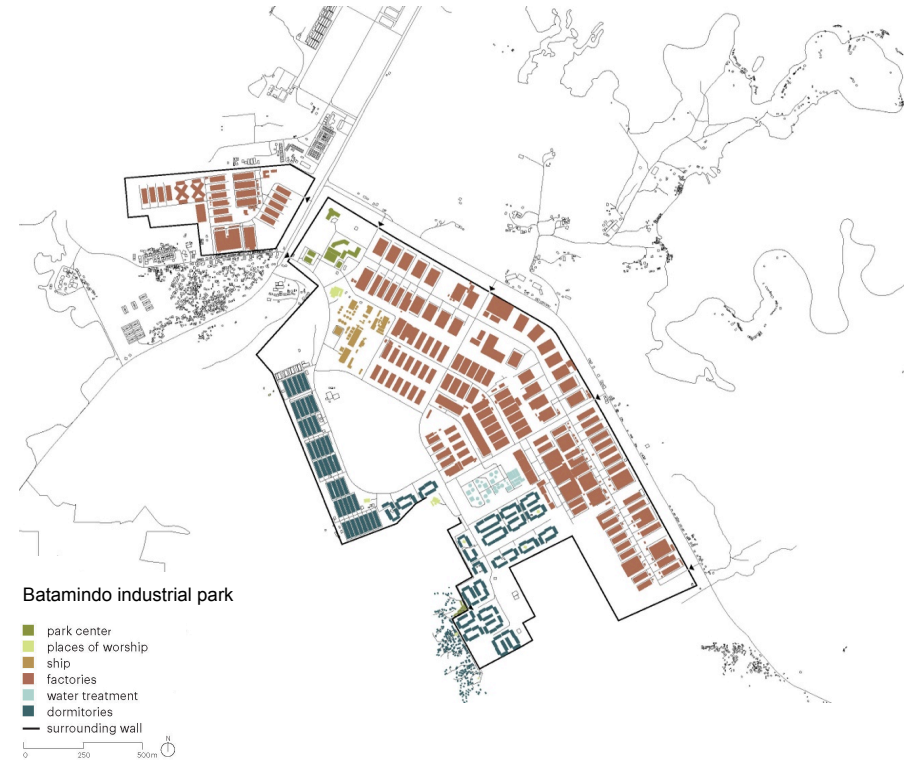 Batamindo industrial park
park center
places of worship
ship
factories
water treatment
dormitories
surrounding wall
N
0 250 500m